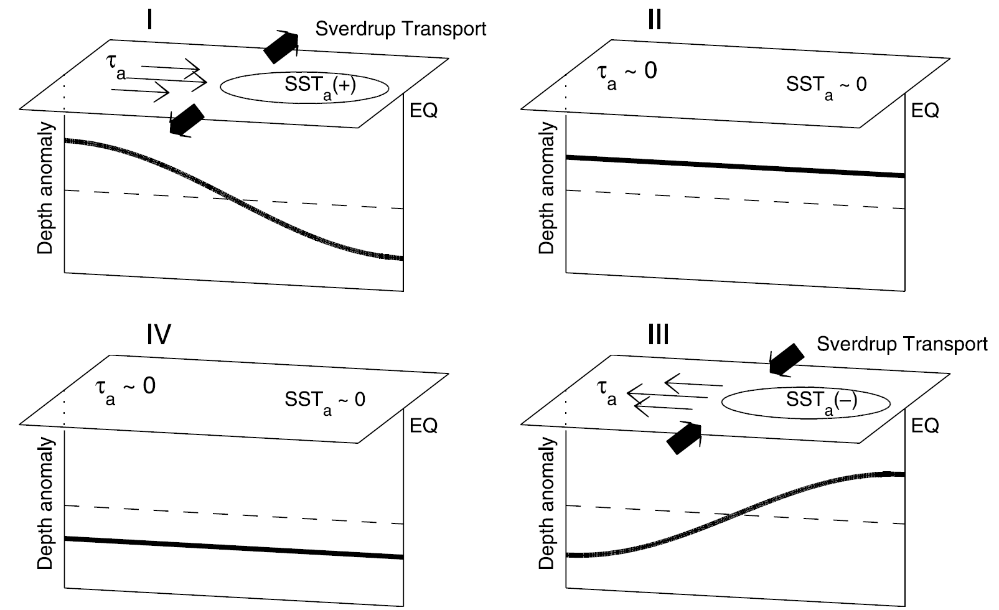 I
Sverdrup Transport
τa
SSTa(+)
EQ
Depth anomaly
II
τa ~ 0
SSTa ~ 0
EQ
Depth anomaly
IV
τa ~ 0
SSTa ~ 0
EQ
Depth anomaly
III
Sverdrup Transport
τa
SSTa(–)
EQ
Depth anomaly